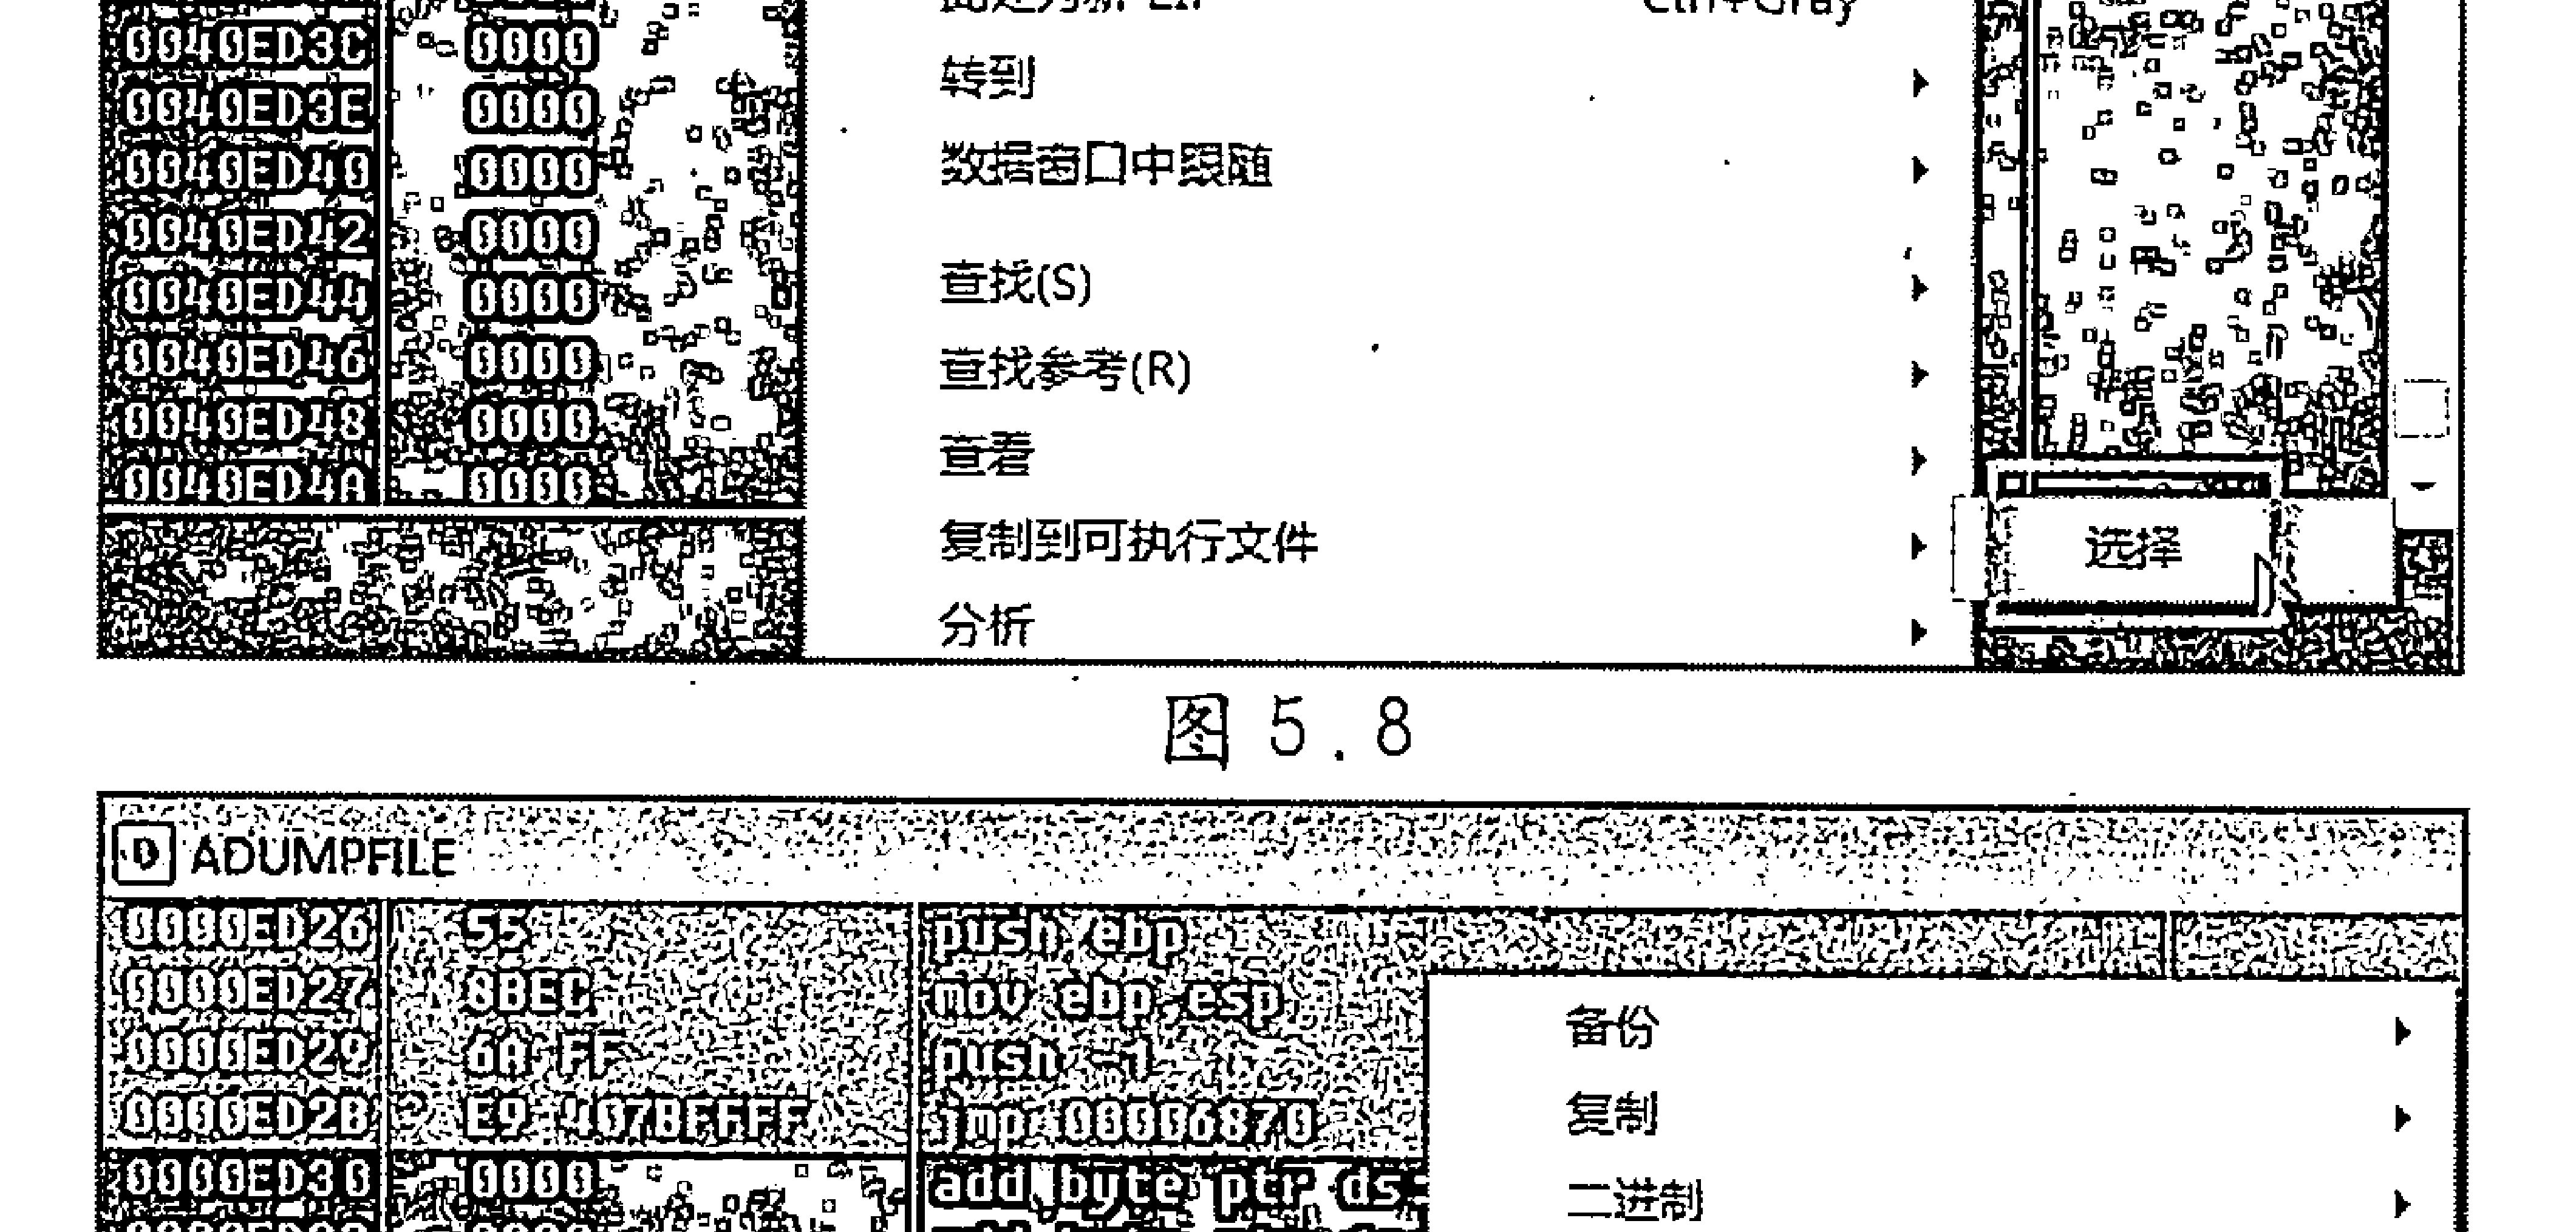 0040ED3C 0000
转到
0040ED3E 0000
0040ED40 0000
数据窗口中跟随
0040ED42 0000
0040ED44 0000
查找(S)
0040ED46 0000
查找参考(R)
0040ED48 0000
查看
0040ED4A 0000
复制到可执行文件
选择
分析
图 5.8
D ADUMPFILE
0000ED26 55 push ebp
0000ED27 8BEC mov ebp,esp
备份
0000ED29 6A FF push -1
0000ED2B E9 407BFFFF jmp 00006870
复制
0000ED30 0000 add byte ptr ds:
二进制